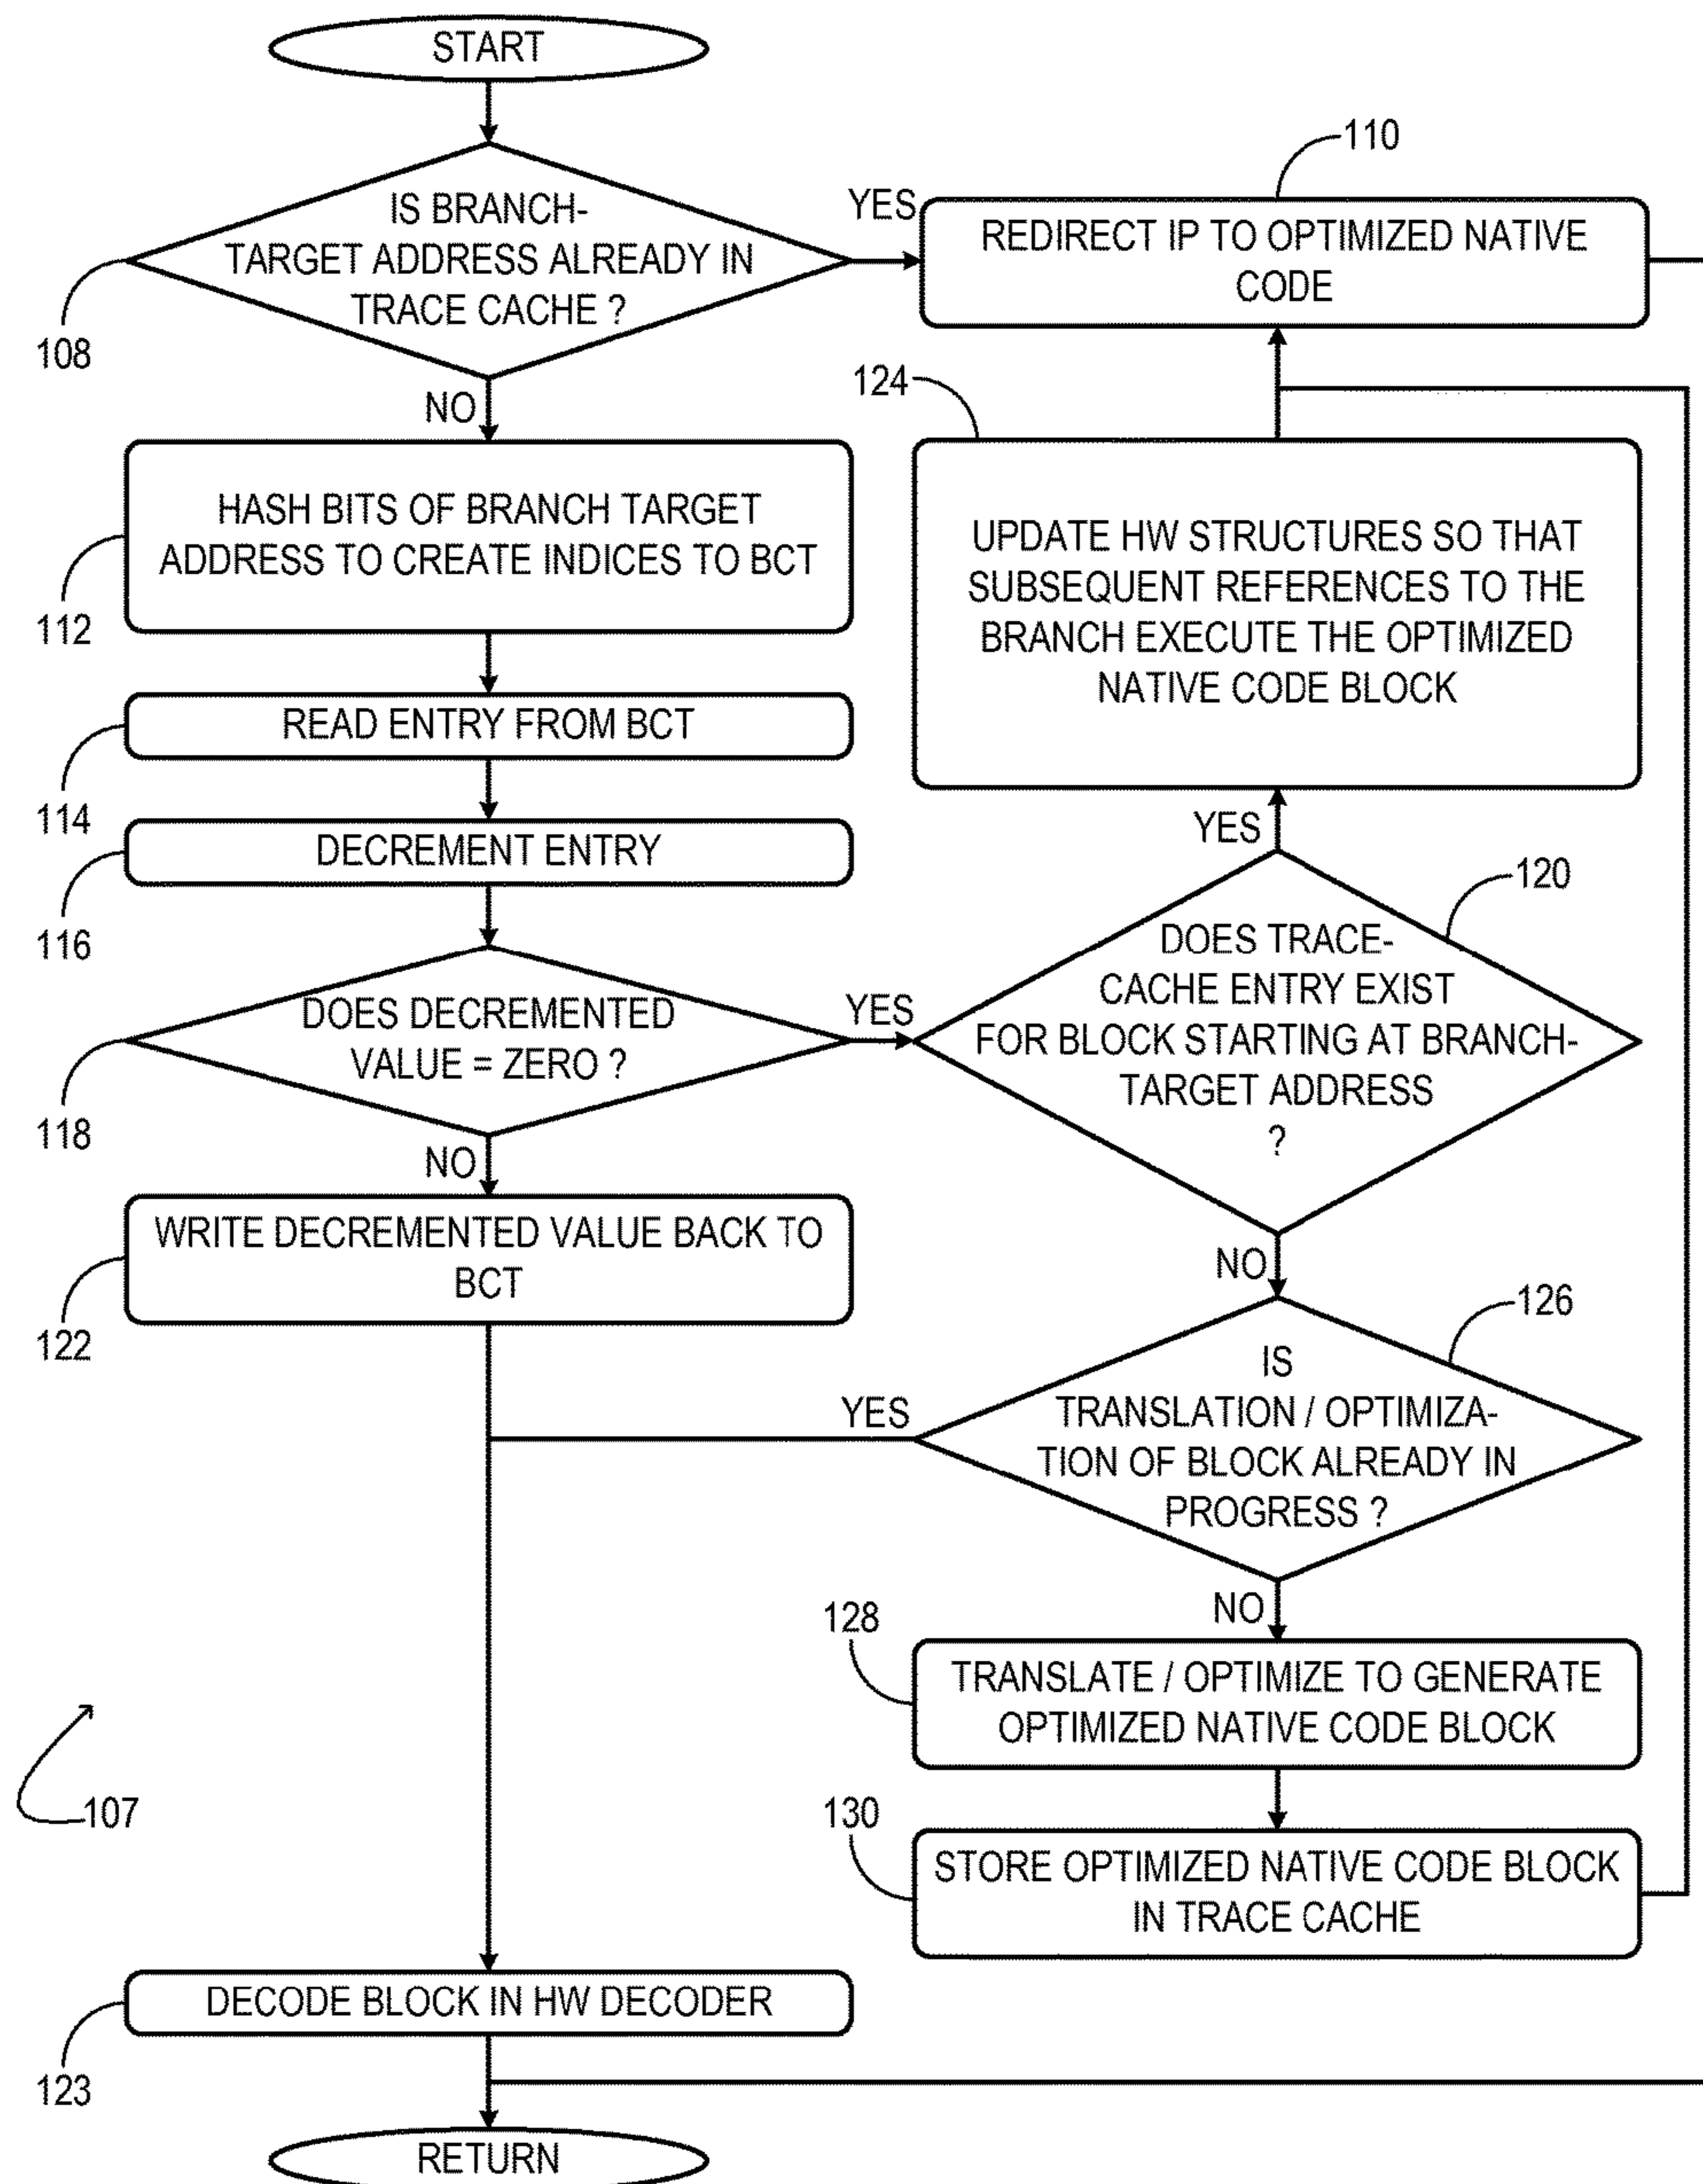 START
IS BRANCH-
TARGET ADDRESS ALREADY IN
TRACE CACHE ?
108
YES
110
REDIRECT IP TO OPTIMIZED NATIVE
CODE
NO
112
HASH BITS OF BRANCH TARGET
ADDRESS TO CREATE INDICES TO BCT
114
READ ENTRY FROM BCT
116
DECREMENT ENTRY
118
DOES DECREMENTED
VALUE = ZERO ?
YES
NO
122
WRITE DECREMENTED VALUE BACK TO
BCT
124
UPDATE HW STRUCTURES SO THAT
SUBSEQUENT REFERENCES TO THE
BRANCH EXECUTE THE OPTIMIZED
NATIVE CODE BLOCK
YES
120
DOES TRACE-
CACHE ENTRY EXIST
FOR BLOCK STARTING AT BRANCH-
TARGET ADDRESS
?
NO
126
IS
TRANSLATION / OPTIMIZA-
TION OF BLOCK ALREADY IN
PROGRESS ?
YES
NO
128
TRANSLATE / OPTIMIZE TO GENERATE
OPTIMIZED NATIVE CODE BLOCK
130
STORE OPTIMIZED NATIVE CODE BLOCK
IN TRACE CACHE
107
DECODE BLOCK IN HW DECODER
123
RETURN